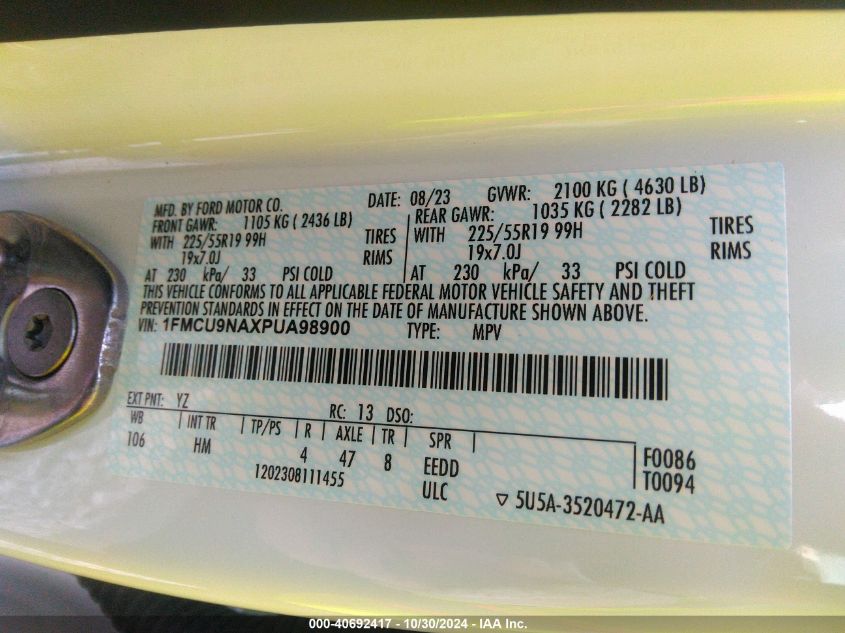 MFD. BY FORD MOTOR CO. DATE: 08/23 GVWR: 2100 KG ( 4630 LB)
FRONT GAWR: 1105 KG ( 2436 LB) REAR GAWR: 1035 KG ( 2282 LB)
WITH 225/55R19 99H TIRES WITH 225/55R19 99H TIRES
19x7.0J RIMS 19x7.0J RIMS
AT 230 kPa/ 33 PSI COLD AT 230 kPa/ 33 PSI COLD
THIS VEHICLE CONFORMS TO ALL APPLICABLE FEDERAL MOTOR VEHICLE SAFETY AND THEFT
PREVENTION STANDARDS IN EFFECT ON THE DATE OF MANUFACTURE SHOWN ABOVE.
VIN: 1FMCU9NAXPUA98900 TYPE: MPV
EXT PNT: YZ RC: 13 DSO:
WB INT TR TP/PS R AXLE TR SPR
106 HM 4 47 8 EEDD F0086
1202308111455 ULC T0094
5U5A-3520472-AA
000-40692417 - 10/30/2024 - IAA Inc.